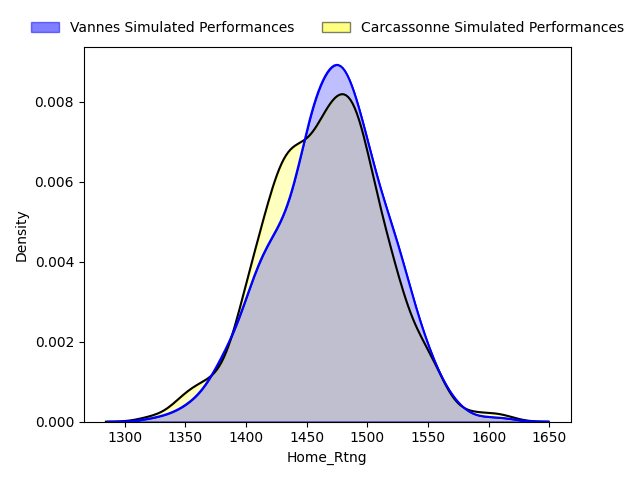 Vannes Simulated Performances
Carcassonne Simulated Performances
0.008
0.006
0.004
0.002
0.000
Density
1300 1350 1400 1450 1500 1550 1600 1650
Home_Rtng